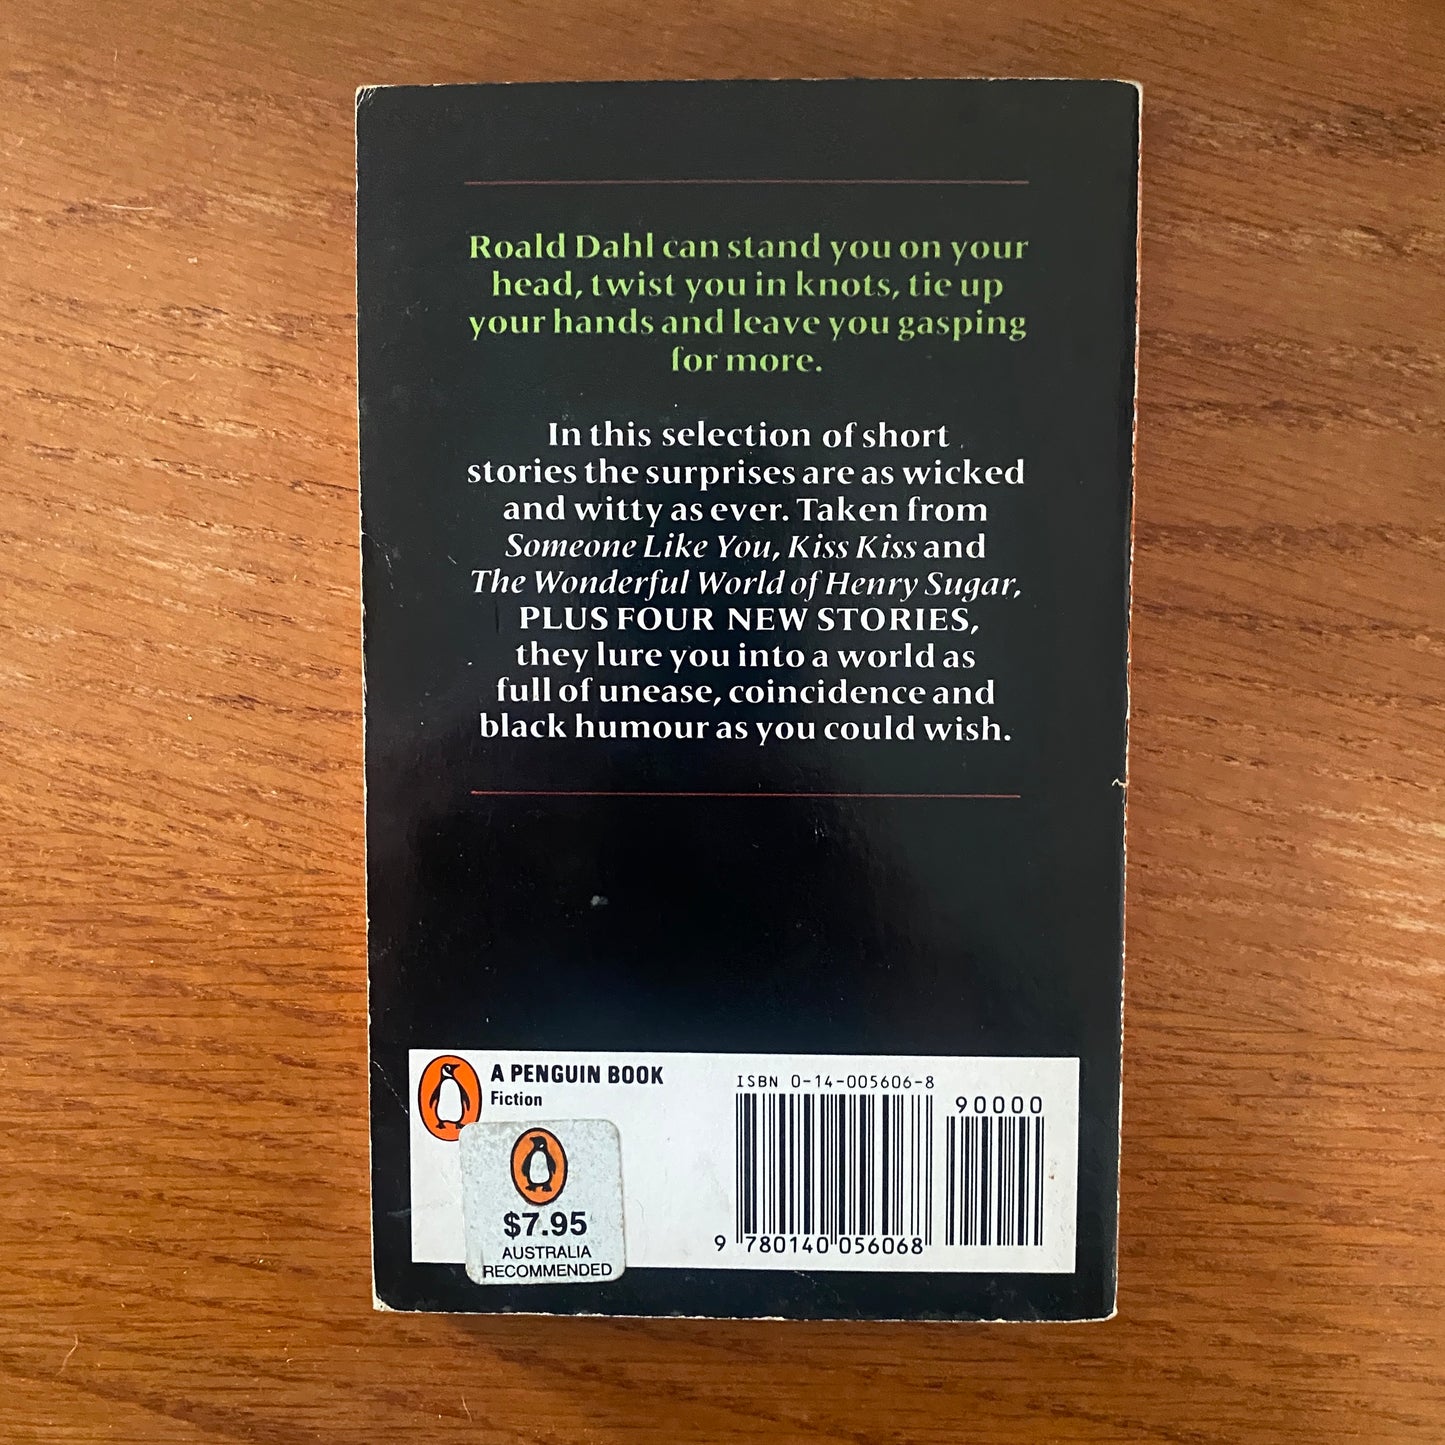 Roald Dahl can stand you on your
head, twist you in knots, tie up
your hands and leave you gasping
for more.
In this selection of short
stories the surprises are as wicked
and witty as ever. Taken from
Someone Like You, Kiss Kiss and
The Wonderful World of Henry Sugar,
PLUS FOUR NEW STORIES,
they lure you into a world as
full of unease, coincidence and
black humour as you could wish.
A PENGUIN BOOK
Fiction
$7.95
AUSTRALIA
RECOMMENDED
ISBN 0-14-005606-8
90000
9 780140 056068